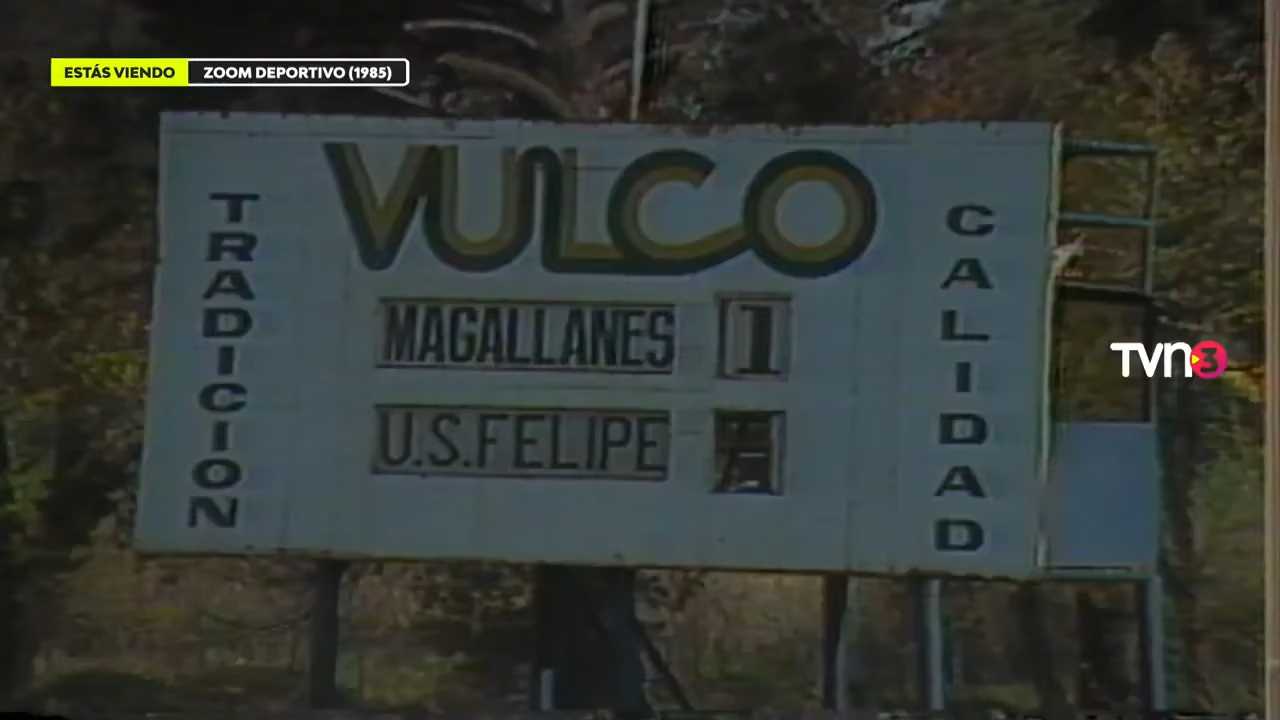 ESTÁS VIENDO ZOOM DEPORTIVO (1985)
VULCO
TRADICION
CALIDAD
MAGALLANES 1
U.S.FELIPE
TVN3